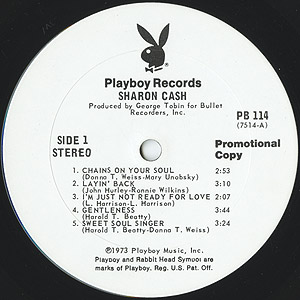 Playboy Records
SHARON CASH
Produced by George Tobin for Bullet
Recorders, Inc.
PB 114
(7514-A)
SIDE 1
STEREO
Promotional
Copy
1. CHAINS ON YOUR SOUL 2:53
(Donna T. Weiss-Mary Unobsky)
2. LAYIN' BACK 3:10
(John Hurley-Ronnie Wilkins)
3. I'M JUST NOT READY FOR LOVE 2:21
(L. Harrison-L. Harrison)
4. GENTLENESS 3:44
(Harold T. Beatty)
5. SWEET SOUL SINGER 4:24
(Harold T. Beatty-Donna T. Weiss)
℗1973 Playboy Music, Inc.
Playboy and Rabbit Head Symbol are
marks of Playboy. Reg. U.S. Pat. Off.